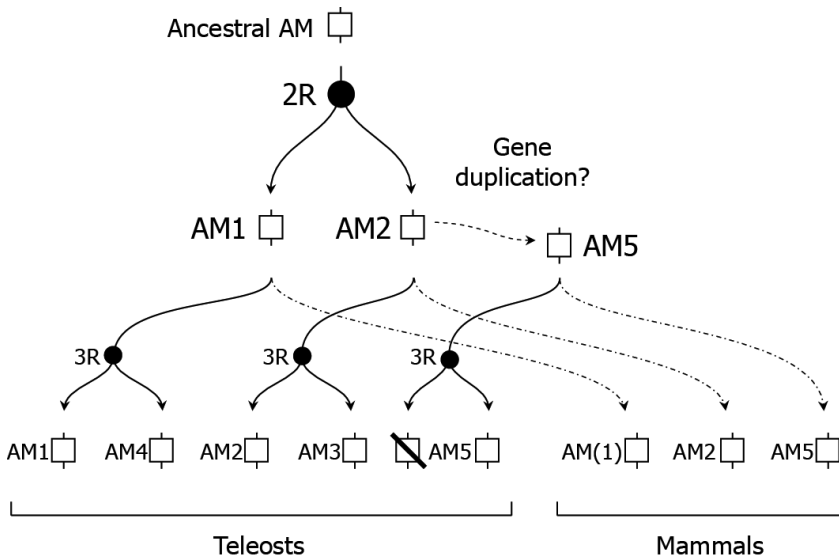 Ancestral AM
2R
Gene
duplication?
AM1
AM2
AM5
3R
3R
3R
AM1
AM4
AM2
AM3
AM5
AM(1)
AM2
AM5
Teleosts
Mammals